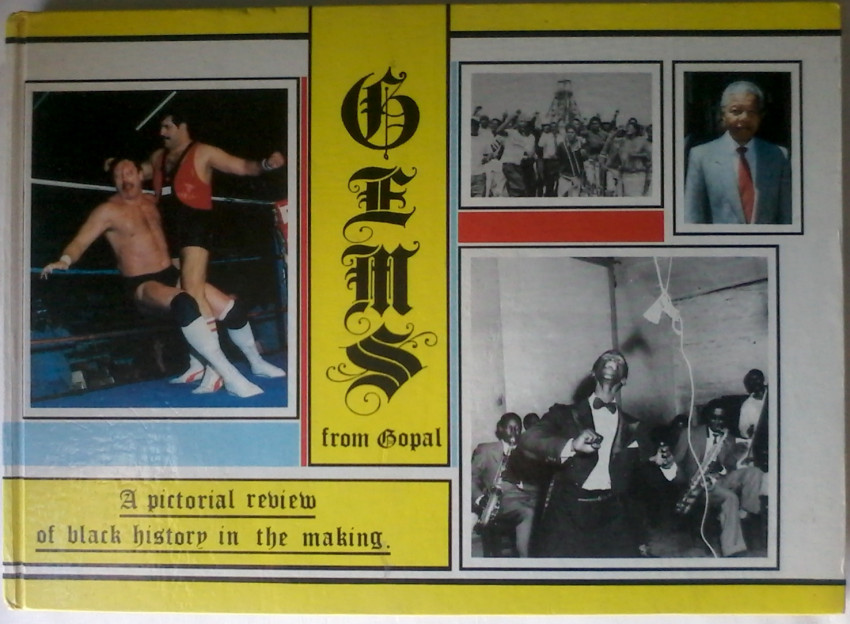 GEMS
from Gopal
A pictorial review
of black history in the making.